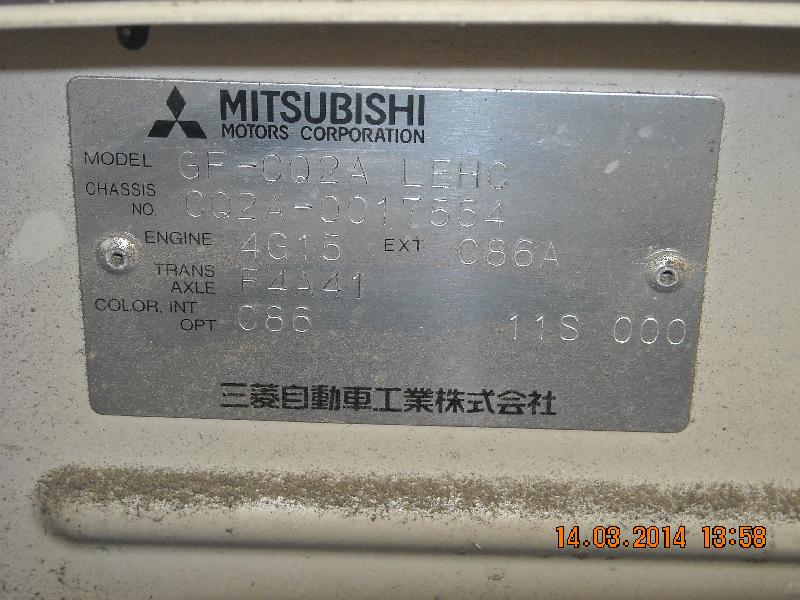 MITSUBISHI
MOTORS CORPORATION
MODEL GF-CQ2A LEHC
CHASSIS NO. CQ2A-0017564
ENGINE 4G15 EXT C86A
TRANS AXLE F4A41
COLOR, INT OPT C86 11S 000
三菱自動車工業株式会社
14.03.2014 13:58